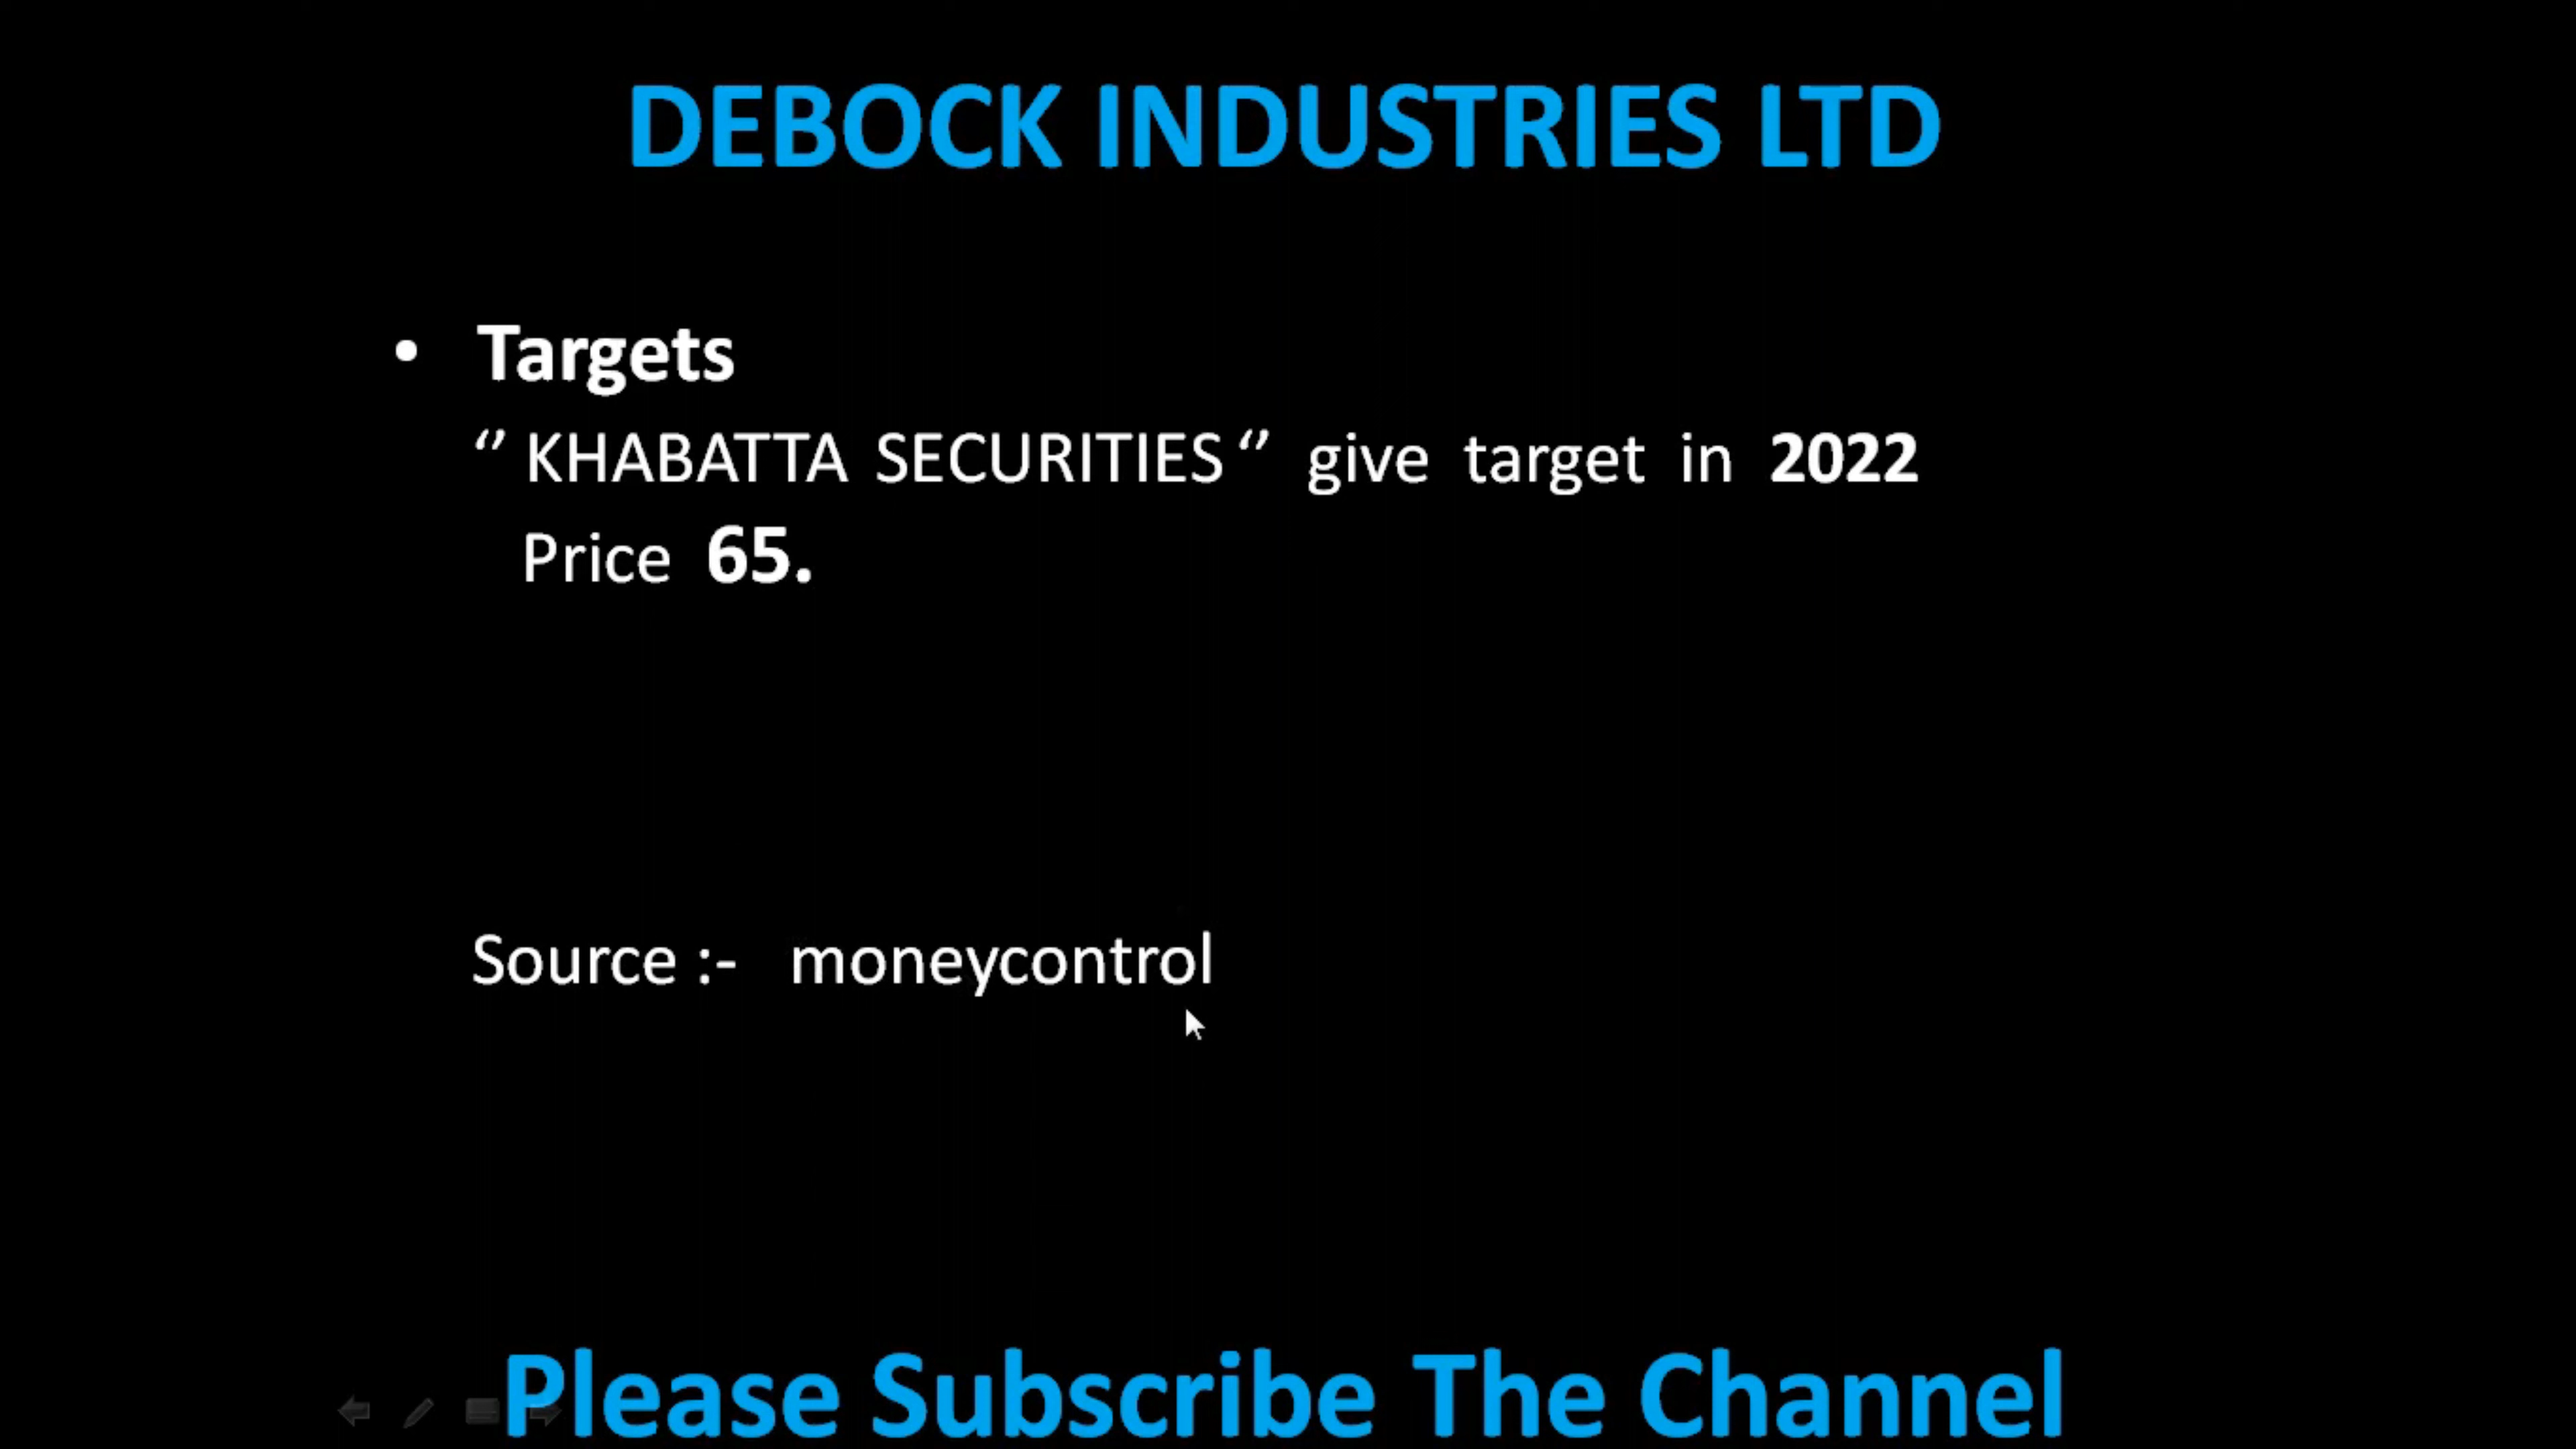 DEBOCK INDUSTRIES LTD
• Targets
“ KHABATTA SECURITIES “ give target in 2022
Price 65.
Source :- moneycontrol
Please Subscribe The Channel